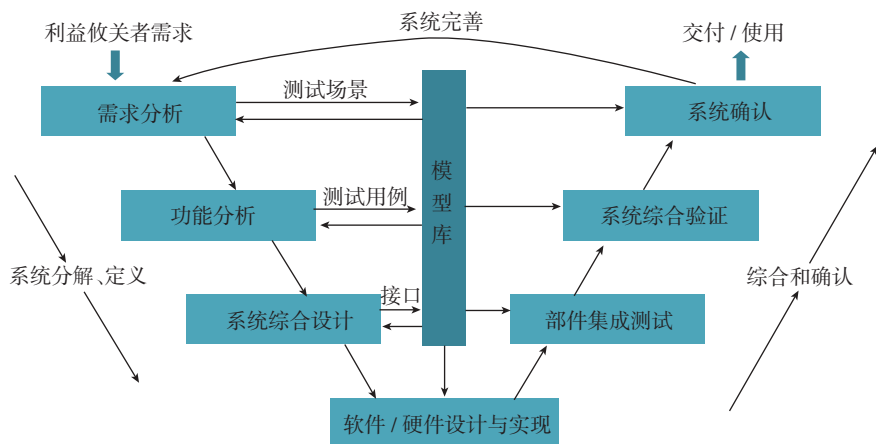 系统完善
利益攸关者需求
交付 / 使用
测试场景
需求分析
系统确认
模
型
库
测试用例
功能分析
系统综合验证
系统分解、定义
综合和确认
接口
系统综合设计
部件集成测试
软件 / 硬件设计与实现